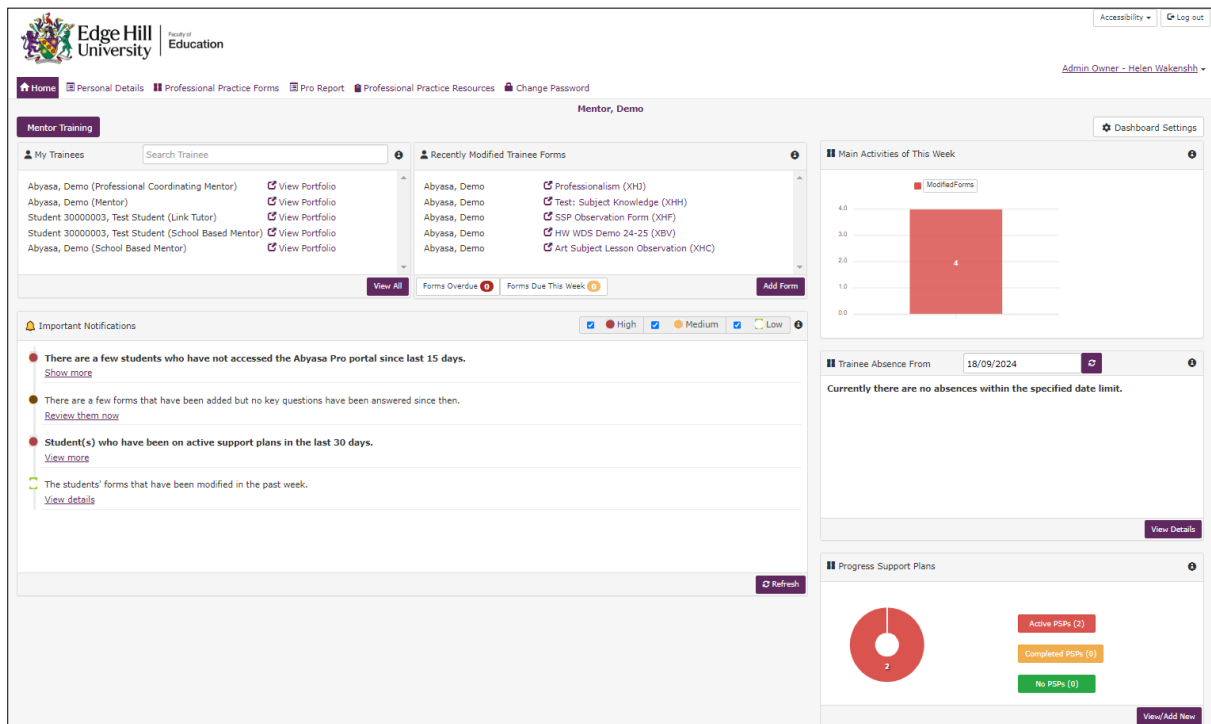 Accessibility
Log out
Edge Hill
University
Faculty of
Education
Admin Owner - Helen Wakenshh
Home
Personal Details
Professional Practice Forms
Pro Report
Professional Practice Resources
Change Password
Mentor, Demo
Mentor Training
Dashboard Settings
My Trainees
Search Trainee
Abyasa, Demo (Professional Coordinating Mentor) View Portfolio
Abyasa, Demo (Mentor) View Portfolio
Student 30000003, Test Student (Link Tutor) View Portfolio
Student 30000003, Test Student (School Based Mentor) View Portfolio
Abyasa, Demo (School Based Mentor) View Portfolio
View All
Recently Modified Trainee Forms
Abyasa, Demo Professionalism (XHJ)
Abyasa, Demo Test: Subject Knowledge (XHH)
Abyasa, Demo SSP Observation Form (XHF)
Abyasa, Demo HW WDS Demo 24-25 (XBV)
Abyasa, Demo Art Subject Lesson Observation (XHC)
Forms Overdue 0
Forms Due This Week 0
Add Form
Main Activities of This Week
ModifiedForms
4.0
3.0
2.0
1.0
0.0
4
Important Notifications
High
Medium
Low
There are a few students who have not accessed the Abyasa Pro portal since last 15 days.
Show more
There are a few forms that have been added but no key questions have been answered since then.
Review them now
Student(s) who have been on active support plans in the last 30 days.
View more
The students' forms that have been modified in the past week.
View details
Refresh
Trainee Absence From 18/09/2024
Currently there are no absences within the specified date limit.
View Details
Progress Support Plans
2
Active PSPs (2)
Completed PSPs (0)
No PSPs (0)
View/Add New